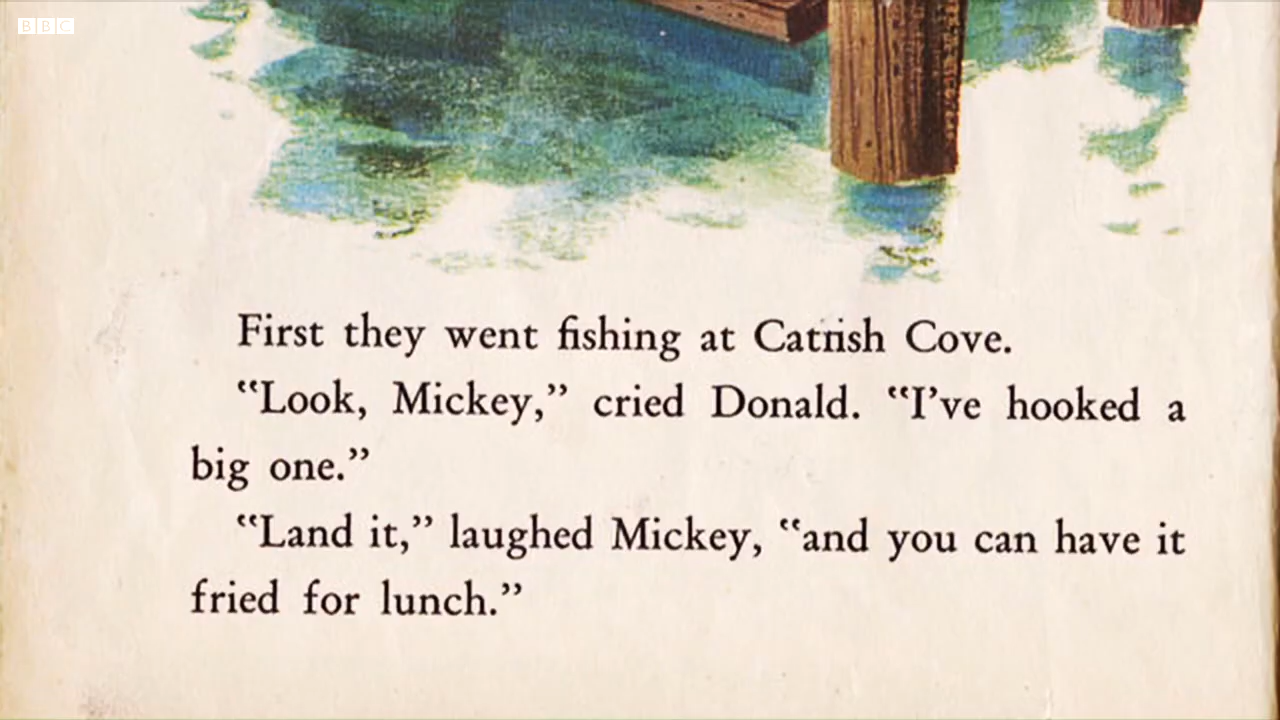 BBC
First they went fishing at Catfish Cove.
“Look, Mickey,” cried Donald. “I’ve hooked a
big one.”
“Land it,” laughed Mickey, “and you can have it
fried for lunch.”